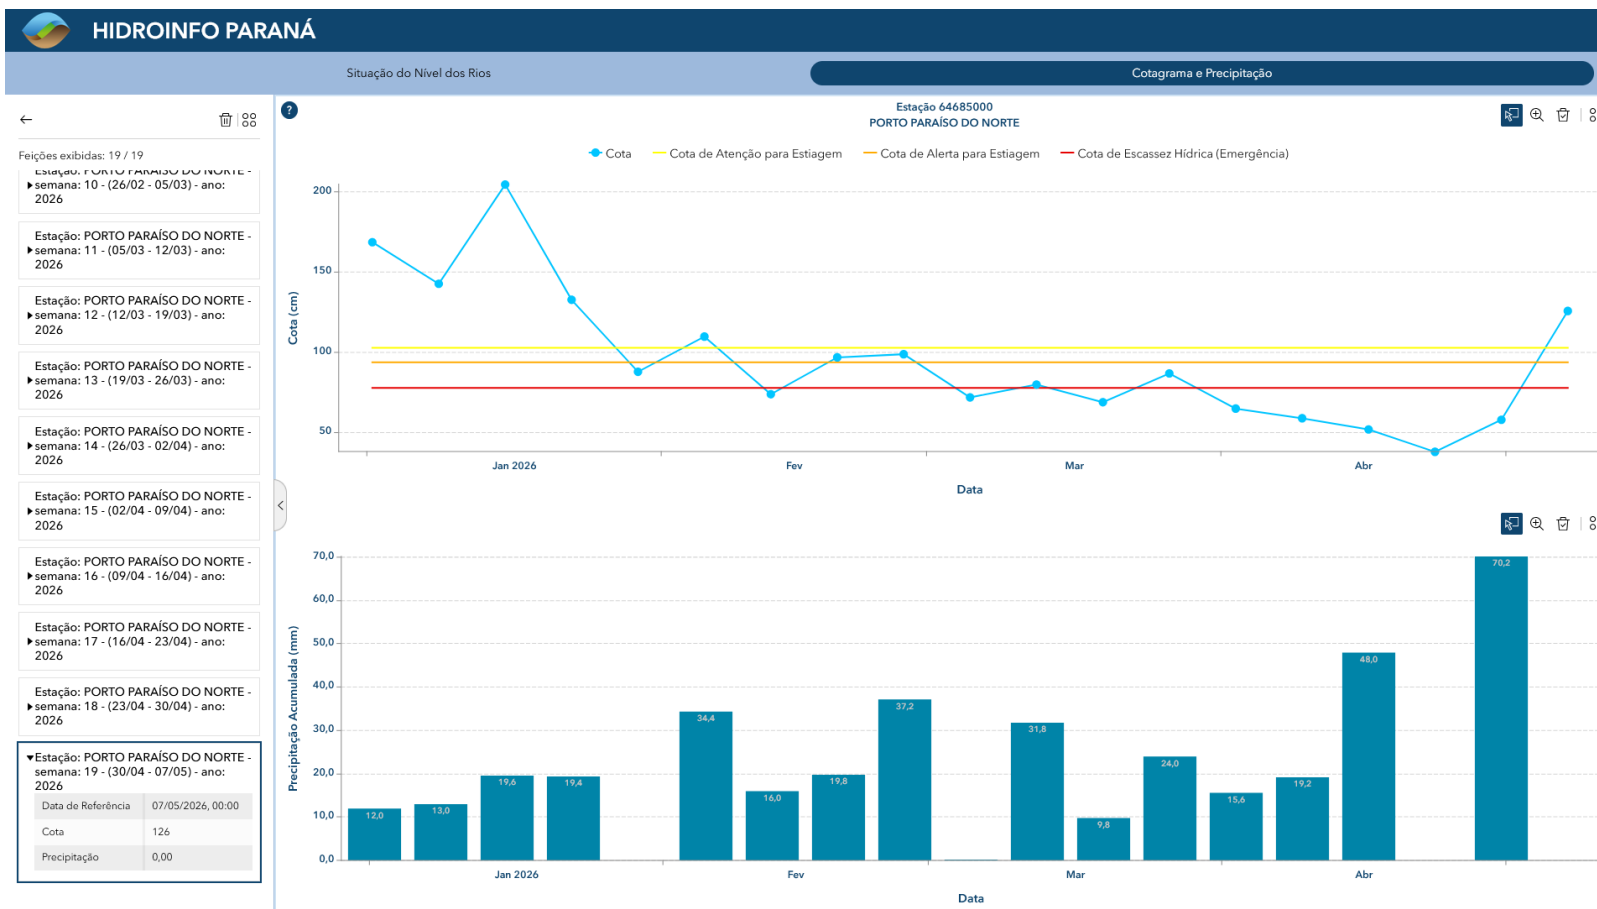 HIDROINFO PARANÁ
Situação do Nível dos Rios
Cotagrama e Precipitação
Feições exibidas: 19 / 19
Estação: PORTO PARAÍSO DO NORTE -
semana: 10 - (26/02 - 05/03) - ano:
2026
Estação: PORTO PARAÍSO DO NORTE -
semana: 11 - (05/03 - 12/03) - ano:
2026
Estação: PORTO PARAÍSO DO NORTE -
semana: 12 - (12/03 - 19/03) - ano:
2026
Estação: PORTO PARAÍSO DO NORTE -
semana: 13 - (19/03 - 26/03) - ano:
2026
Estação: PORTO PARAÍSO DO NORTE -
semana: 14 - (26/03 - 02/04) - ano:
2026
Estação: PORTO PARAÍSO DO NORTE -
semana: 15 - (02/04 - 09/04) - ano:
2026
Estação: PORTO PARAÍSO DO NORTE -
semana: 16 - (09/04 - 16/04) - ano:
2026
Estação: PORTO PARAÍSO DO NORTE -
semana: 17 - (16/04 - 23/04) - ano:
2026
Estação: PORTO PARAÍSO DO NORTE -
semana: 18 - (23/04 - 30/04) - ano:
2026
Estação: PORTO PARAÍSO DO NORTE -
semana: 19 - (30/04 - 07/05) - ano:
2026
Data de Referência 07/05/2026, 00:00
Cota 126
Precipitação 0,00
?
Estação 64685000
PORTO PARAÍSO DO NORTE
Cota Cota de Atenção para Estiagem Cota de Alerta para Estiagem Cota de Escassez Hídrica (Emergência)
Cota (cm)
200
150
100
50
Jan 2026 Fev Mar Abr
Data
Precipitação Acumulada (mm)
70,0
60,0
50,0
40,0
30,0
20,0
10,0
0,0
12,0 13,0 19,6 19,4 34,4 16,0 19,8 37,2 31,8 9,8 24,0 15,6 19,2 48,0 70,2
Jan 2026 Fev Mar Abr
Data